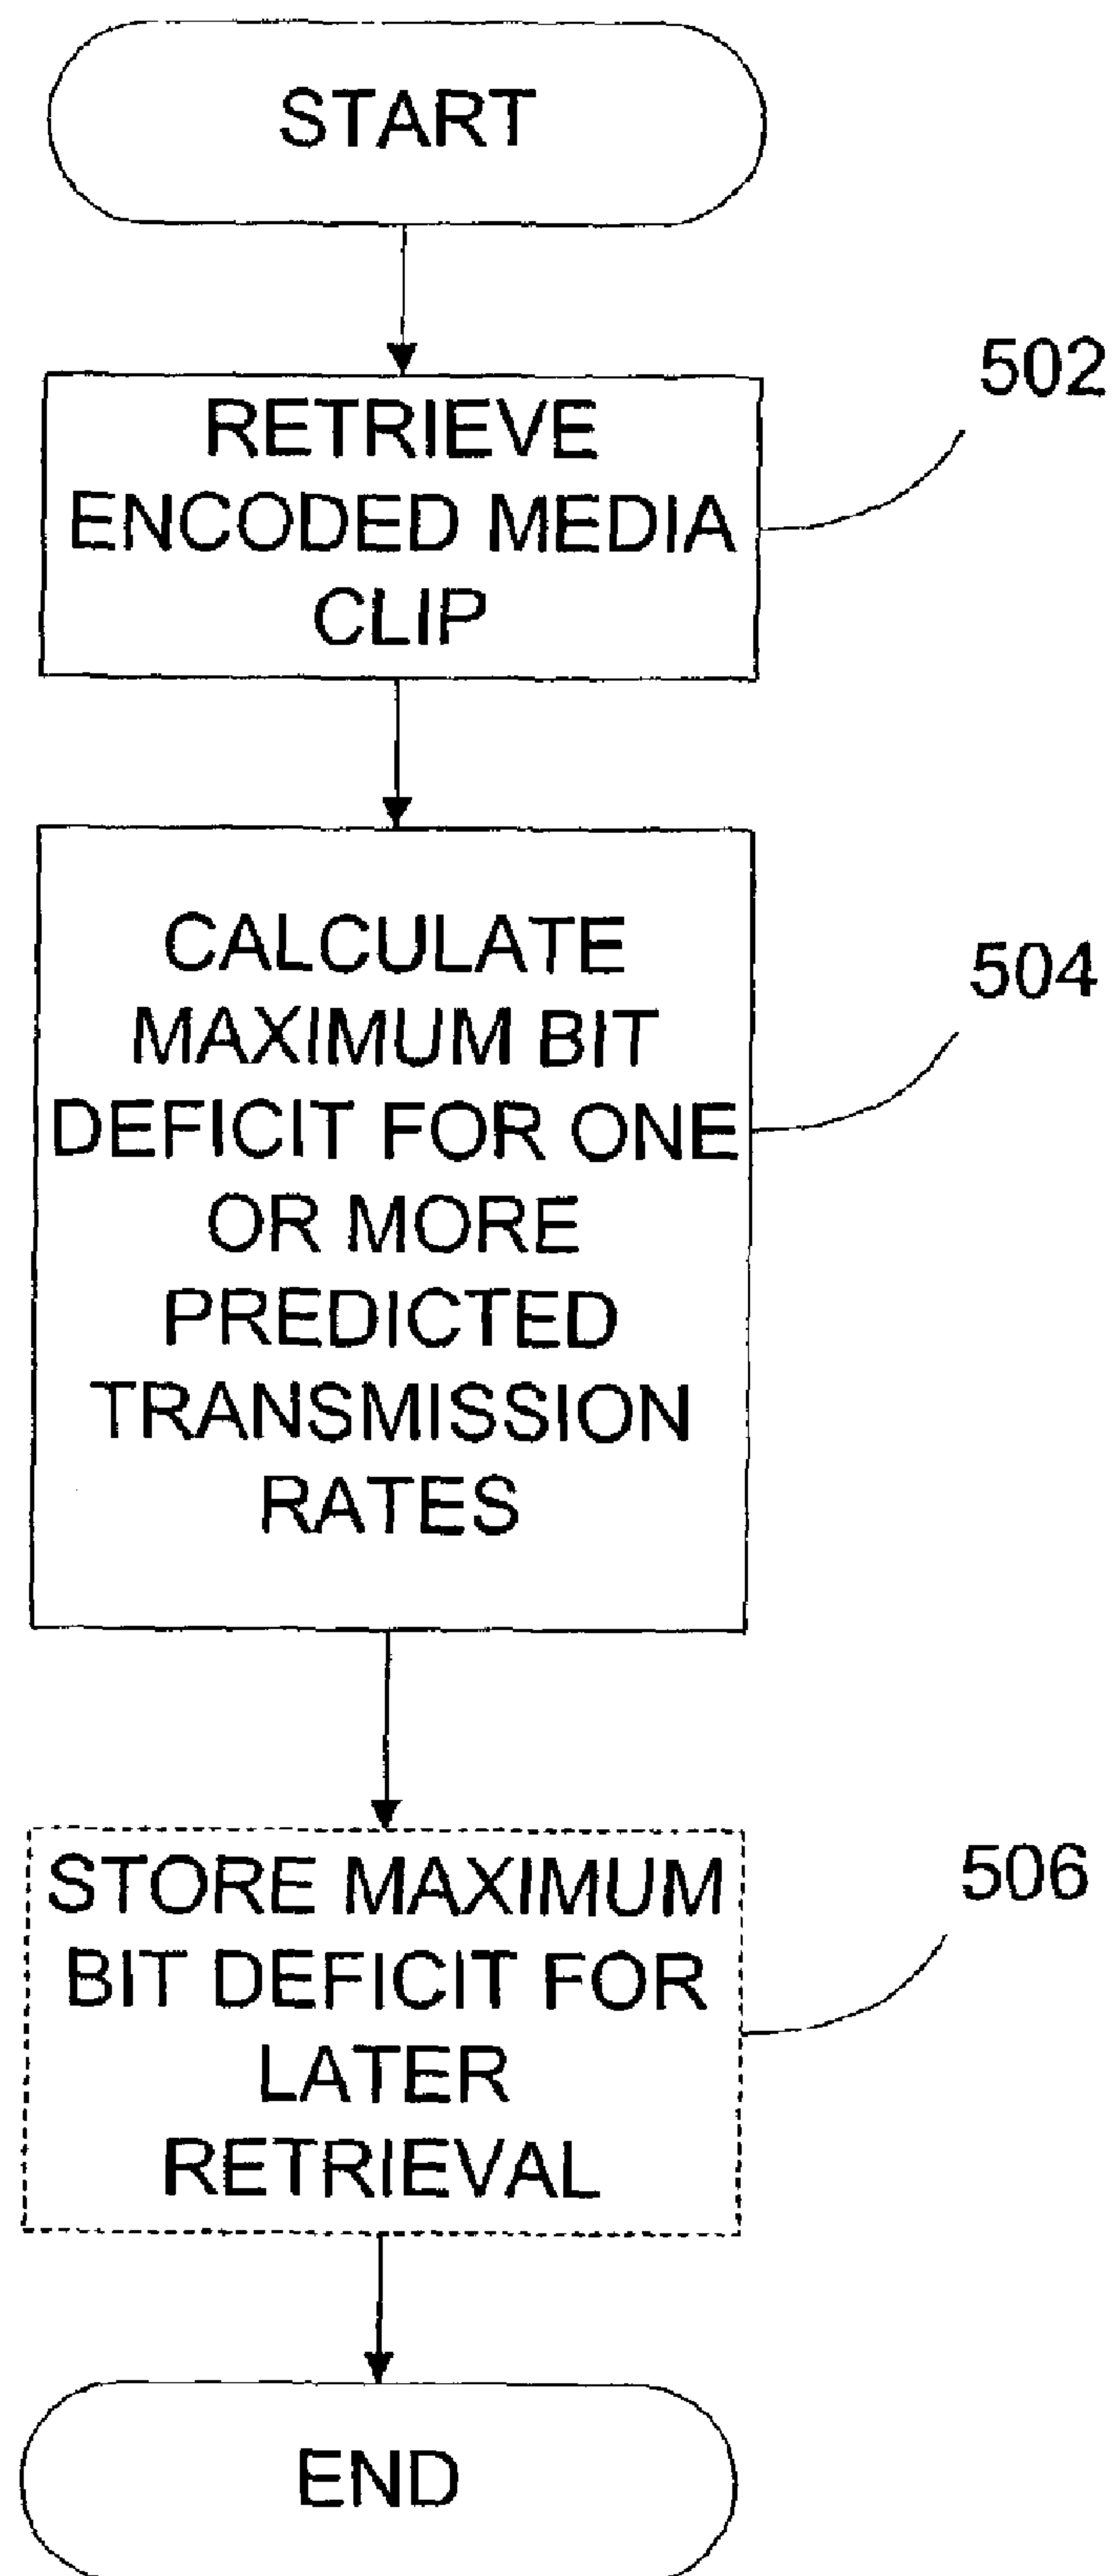 START
502
RETRIEVE
ENCODED MEDIA
CLIP
504
CALCULATE
MAXIMUM BIT
DEFICIT FOR ONE
OR MORE
PREDICTED
TRANSMISSION
RATES
506
STORE MAXIMUM
BIT DEFICIT FOR
LATER
RETRIEVAL
END